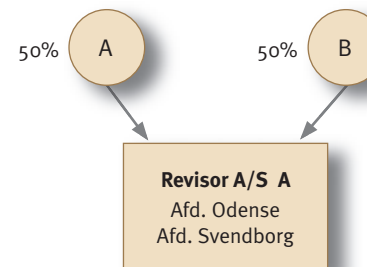 50% A 50% B
Revisor A/S A
Afd. Odense
Afd. Svendborg